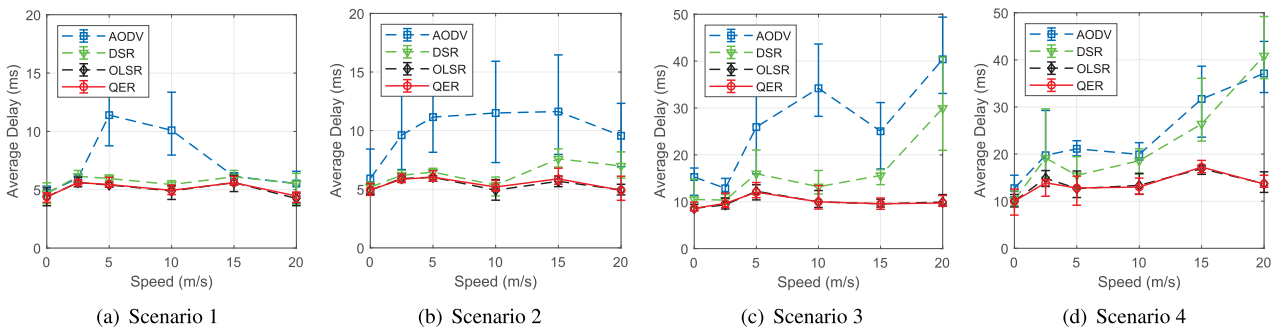 20
15
10
5
0
Average Delay (ms)
AODV
DSR
OLSR
QER
0 5 10 15 20
Speed (m/s)
(a) Scenario 1
20
15
10
5
0
Average Delay (ms)
AODV
DSR
OLSR
QER
0 5 10 15 20
Speed (m/s)
(b) Scenario 2
50
40
30
20
10
0
Average Delay (ms)
AODV
DSR
OLSR
QER
0 5 10 15 20
Speed (m/s)
(c) Scenario 3
50
40
30
20
10
0
Average Delay (ms)
AODV
DSR
OLSR
QER
0 5 10 15 20
Speed (m/s)
(d) Scenario 4